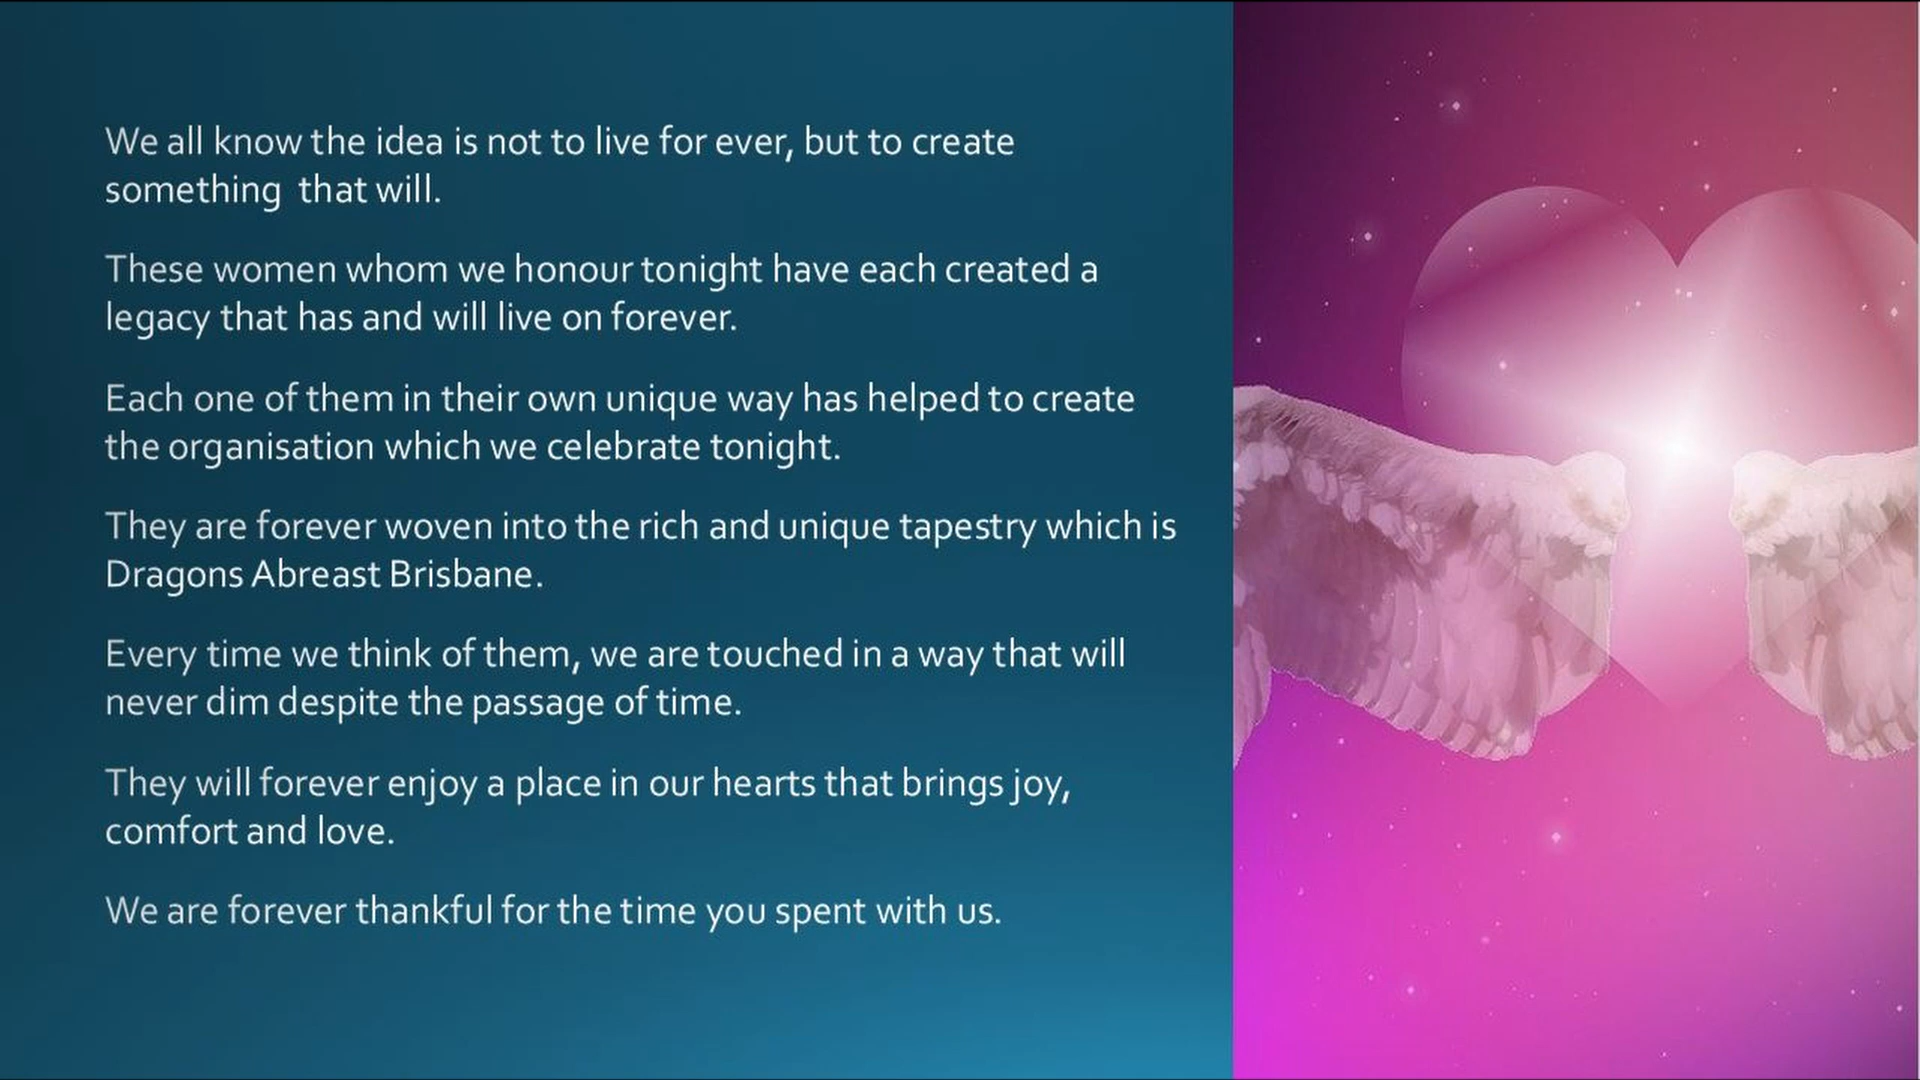 We all know the idea is not to live for ever, but to create
something  that will.
These women whom we honour tonight have each created a
legacy that has and will live on forever.
Each one of them in their own unique way has helped to create
the organisation which we celebrate tonight.
They are forever woven into the rich and unique tapestry which is
Dragons Abreast Brisbane.
Every time we think of them, we are touched in a way that will
never dim despite the passage of time.
They will forever enjoy a place in our hearts that brings joy,
comfort and love.
We are forever thankful for the time you spent with us.